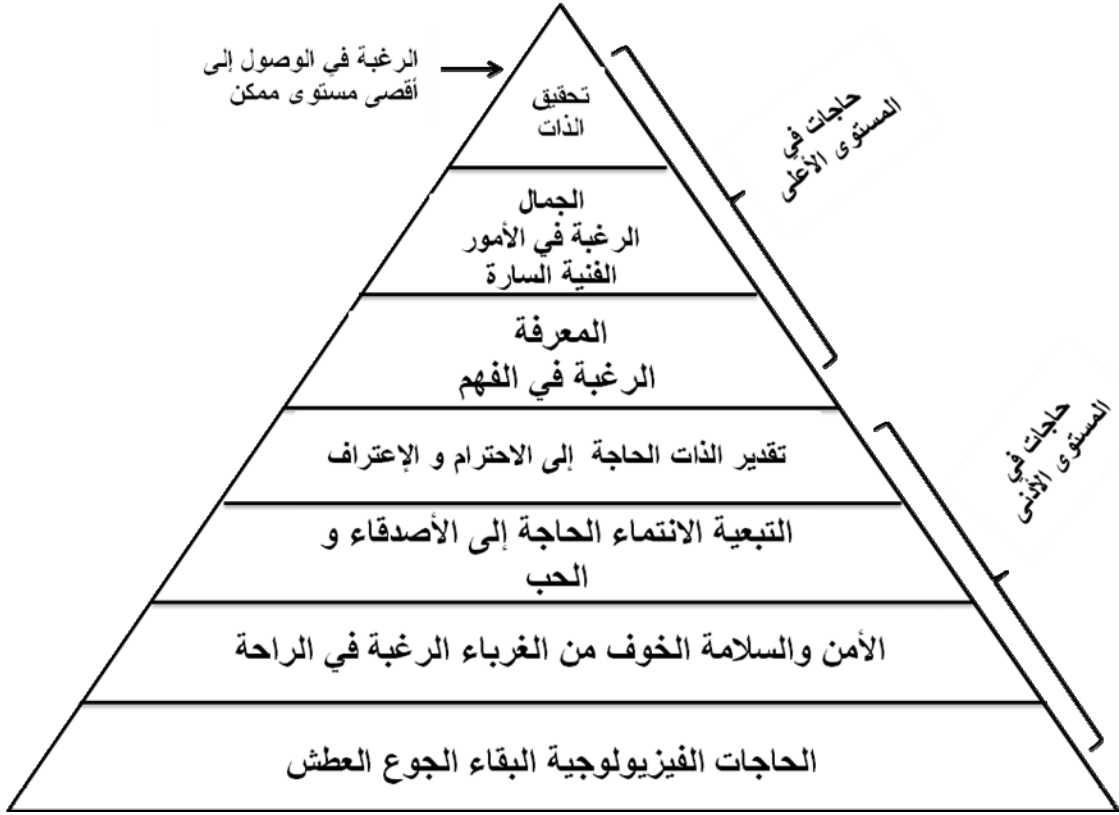 الرغبة في الوصول إلى
أقصى مستوى ممكن
تحقيق
الذات
حاجات في
المستوى الأعلى
الجمال
الرغبة في الأمور
الفنية السارة
المعرفة
الرغبة في الفهم
حاجات في
المستوى الأدنى
تقدير الذات الحاجة إلى الاحترام و الإعتراف
التبعية الانتماء الحاجة إلى الأصدقاء و
الحب
الأمن والسلامة الخوف من الغرباء الرغبة في الراحة
الحاجات الفيزيولوجية البقاء الجوع العطش